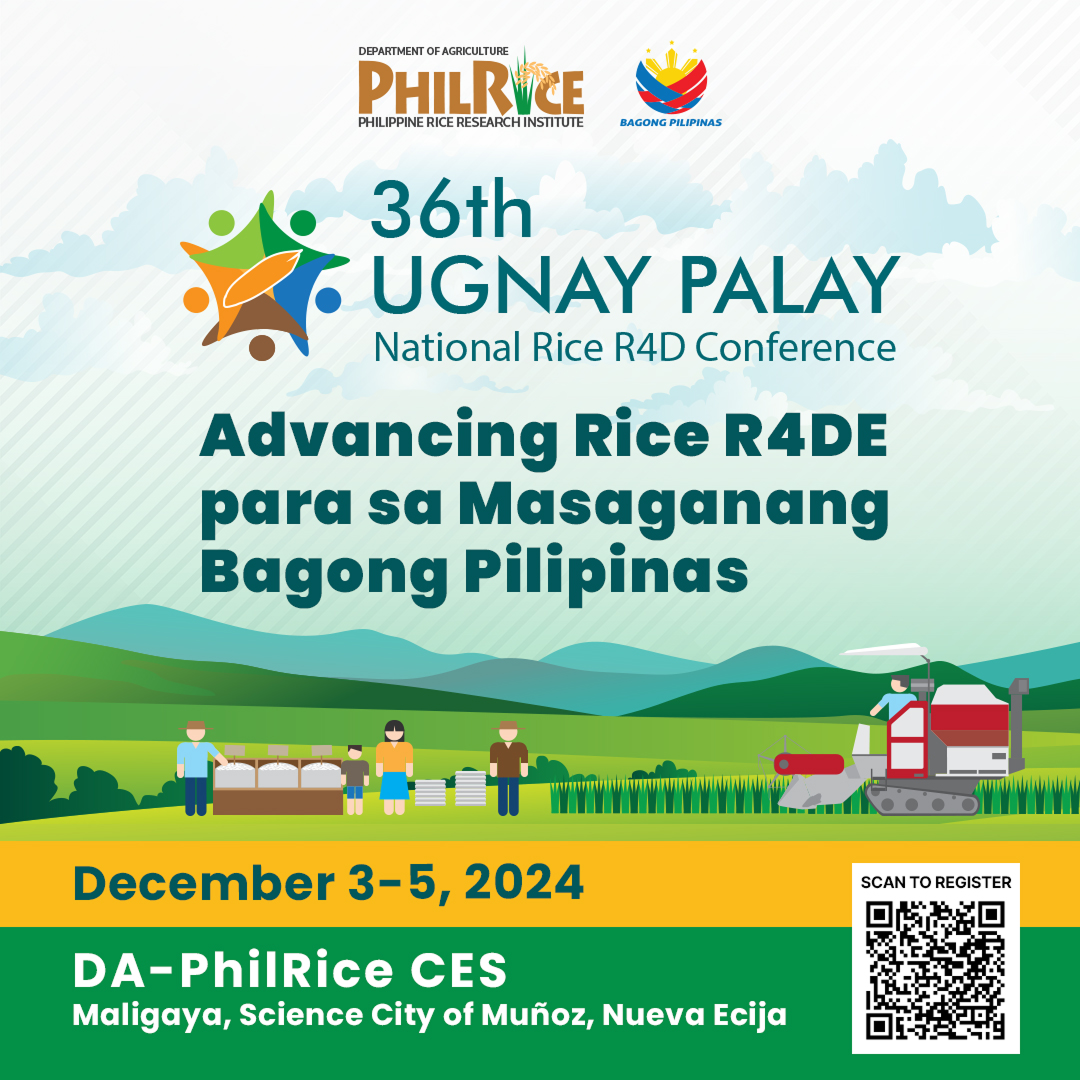 DEPARTMENT OF AGRICULTURE
PHILRICE
PHILIPPINE RICE RESEARCH INSTITUTE
BAGONG PILIPINAS
36th
UGNAY PALAY
National Rice R4D Conference
Advancing Rice R4DE
para sa Masaganang
Bagong Pilipinas
December 3-5, 2024
SCAN TO REGISTER
DA-PhilRice CES
Maligaya, Science City of Muñoz, Nueva Ecija